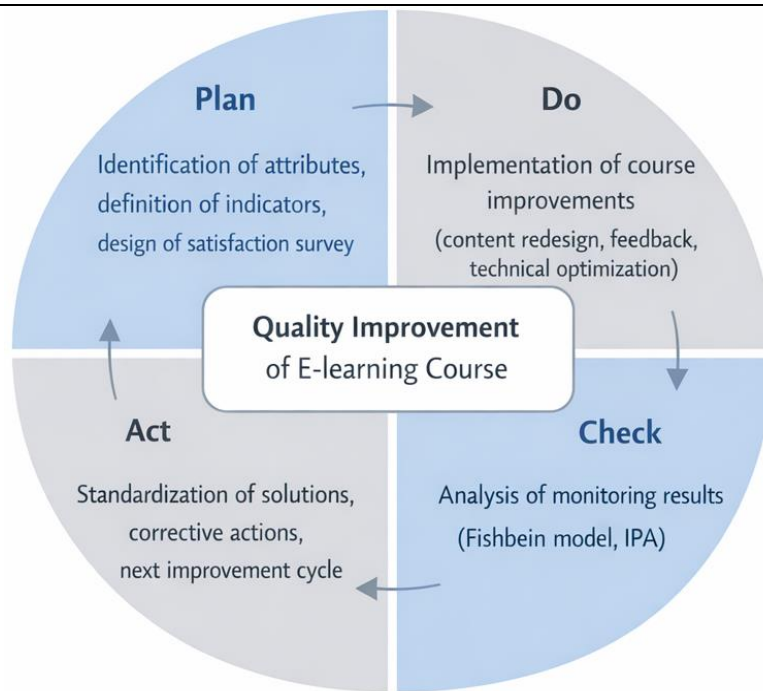 Plan
Identification of attributes,
definition of indicators,
design of satisfaction survey
Do
Implementation of course
improvements
(content redesign, feedback,
technical optimization)
Quality Improvement
of E-learning Course
Act
Standardization of solutions,
corrective actions,
next improvement cycle
Check
Analysis of monitoring results
(Fishbein model, IPA)